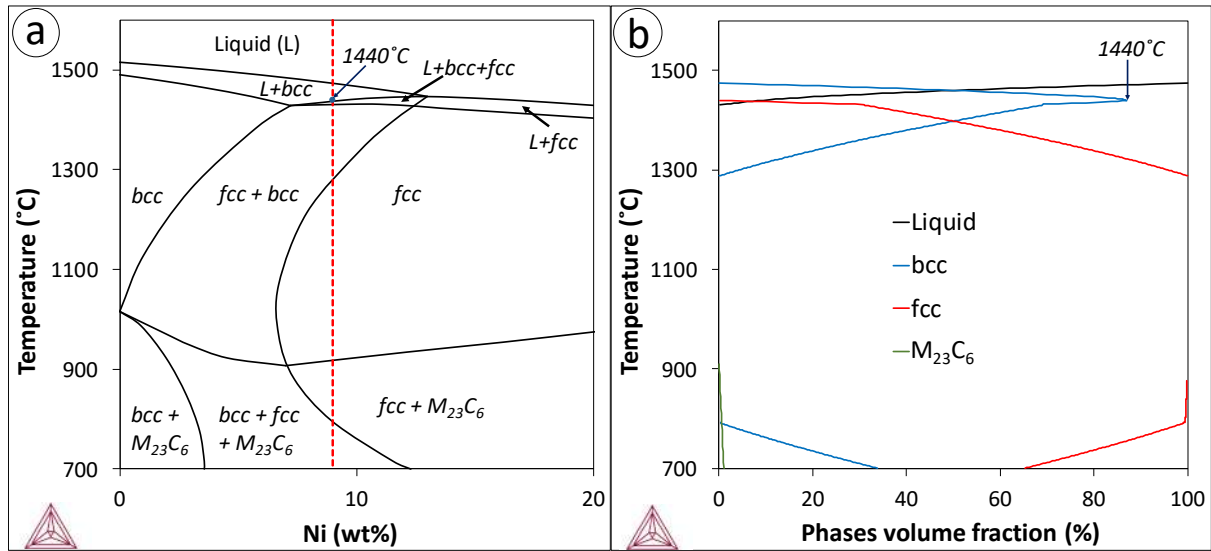 a
Liquid (L)
1440˚C
L+bcc+fcc
L+bcc
L+fcc
bcc
fcc + bcc
fcc
bcc +
M23C6
bcc + fcc
+ M23C6
fcc + M23C6
1500
1300
1100
900
700
Temperature (˚C)
0
10
20
Ni (wt%)
b
1440˚C
Liquid
bcc
fcc
M23C6
1500
1300
1100
900
700
Temperature (˚C)
0
20
40
60
80
100
Phases volume fraction (%)